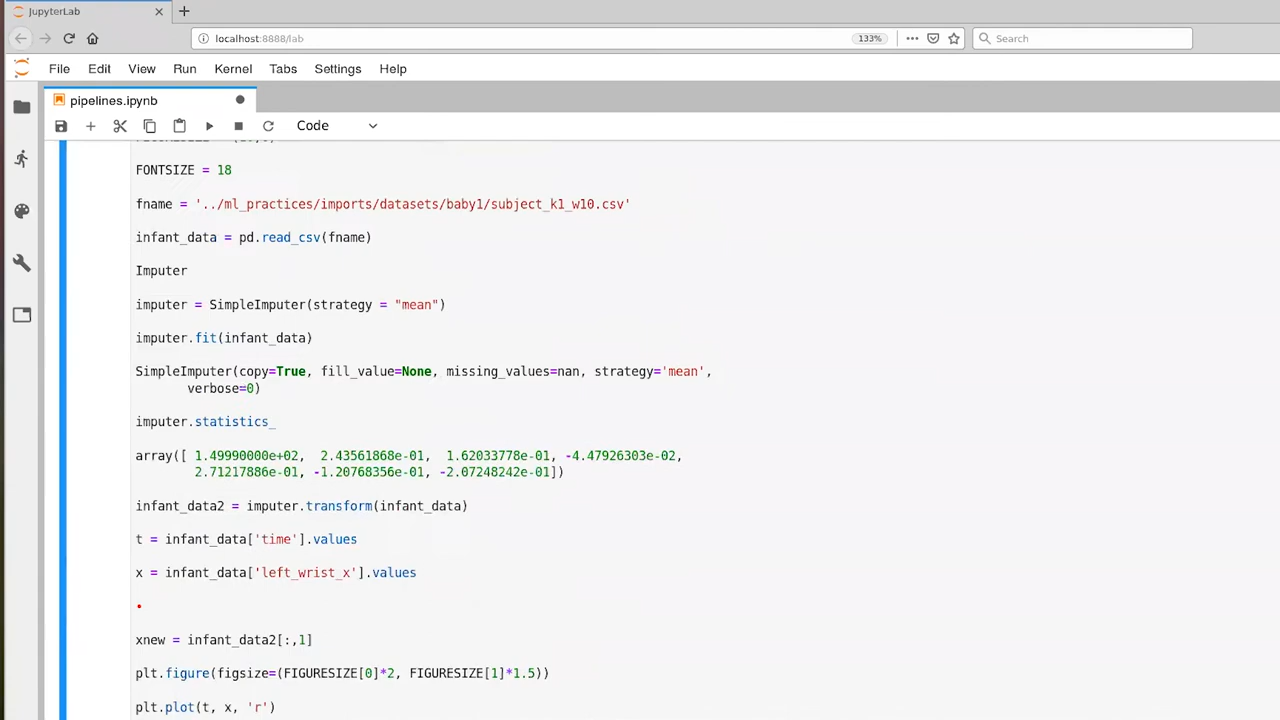 JupyterLab
localhost:8888/lab
133%
Search
File Edit View Run Kernel Tabs Settings Help
pipelines.ipynb
Code
FONTSIZE = 18
fname = '../ml_practices/imports/datasets/baby1/subject_k1_w10.csv'
infant_data = pd.read_csv(fname)
Imputer
imputer = SimpleImputer(strategy = "mean")
imputer.fit(infant_data)
SimpleImputer(copy=True, fill_value=None, missing_values=nan, strategy='mean',
verbose=0)
imputer.statistics_
array([ 1.49990000e+02, 2.43561868e-01, 1.62033778e-01, -4.47926303e-02,
2.71217886e-01, -1.20768356e-01, -2.07248242e-01])
infant_data2 = imputer.transform(infant_data)
t = infant_data['time'].values
x = infant_data['left_wrist_x'].values
xnew = infant_data2[:,1]
plt.figure(figsize=(FIGURESIZE[0]*2, FIGURESIZE[1]*1.5))
plt.plot(t, x, 'r')